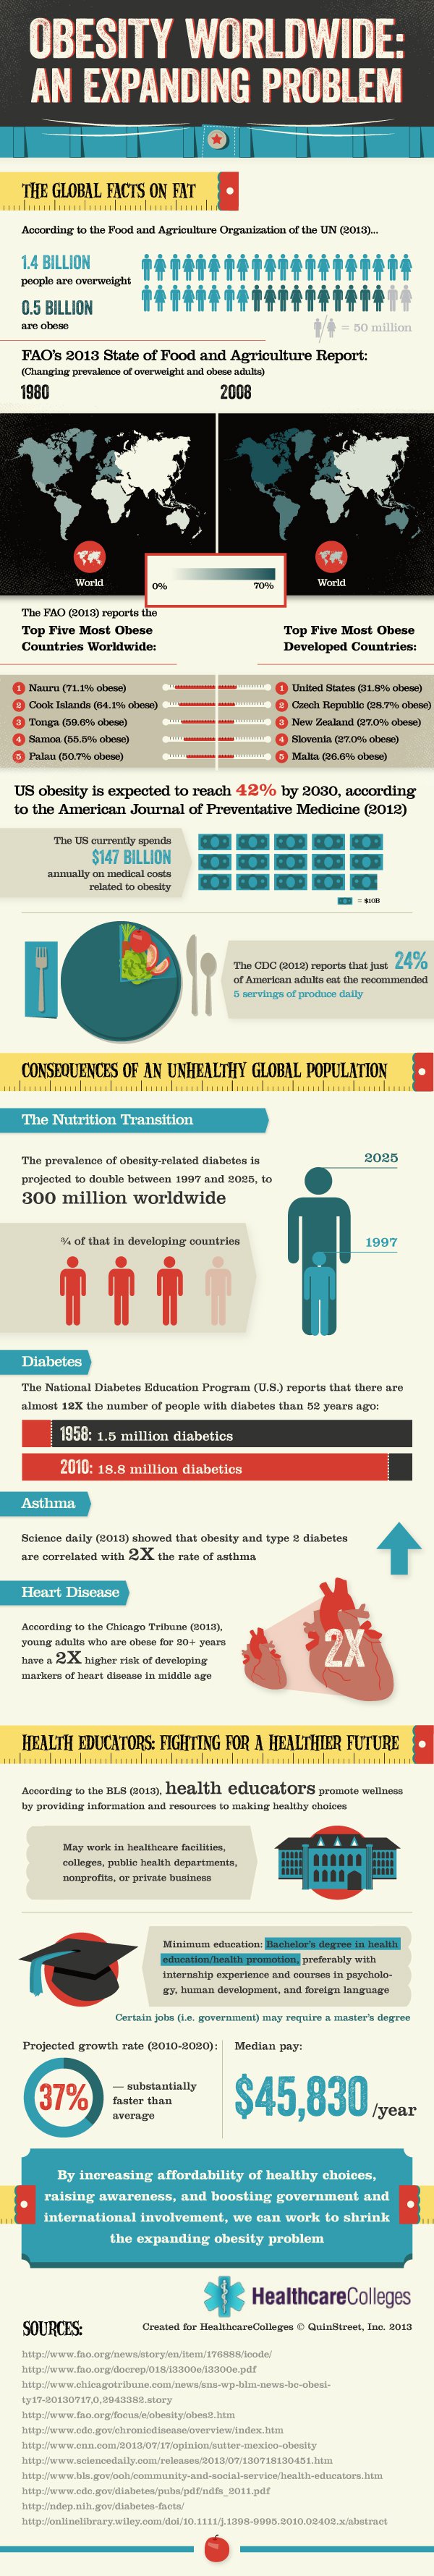 OBESITY WORLDWIDE:
AN EXPANDING PROBLEM
THE GLOBAL FACTS ON FAT
According to the Food and Agriculture Organization of the UN (2013)...
1.4 BILLION
people are overweight
0.5 BILLION
are obese
= 50 million
FAO's 2013 State of Food and Agriculture Report:
(Changing prevalence of overweight and obese adults)
1980
2008
World
World
0%
70%
The FAO (2013) reports the
Top Five Most Obese
Countries Worldwide:
Top Five Most Obese
Developed Countries:
1 Nauru (71.1% obese)
2 Cook Islands (64.1% obese)
3 Tonga (59.6% obese)
4 Samoa (55.5% obese)
5 Palau (50.7% obese)
1 United States (31.8% obese)
2 Czech Republic (28.7% obese)
3 New Zealand (27.0% obese)
4 Slovenia (27.0% obese)
5 Malta (26.6% obese)
US obesity is expected to reach 42% by 2030, according
to the American Journal of Preventative Medicine (2012)
The US currently spends
$147 BILLION
annually on medical costs
related to obesity
= $10B
The CDC (2012) reports that just 24%
of American adults eat the recommended
5 servings of produce daily
CONSEQUENCES OF AN UNHEALTHY GLOBAL POPULATION
The Nutrition Transition
The prevalence of obesity-related diabetes is
projected to double between 1997 and 2025, to
300 million worldwide
2025
1997
¾ of that in developing countries
Diabetes
The National Diabetes Education Program (U.S.) reports that there are
almost 12X the number of people with diabetes than 52 years ago:
1958: 1.5 million diabetics
2010: 18.8 million diabetics
Asthma
Science daily (2013) showed that obesity and type 2 diabetes
are correlated with 2X the rate of asthma
Heart Disease
According to the Chicago Tribune (2013),
young adults who are obese for 20+ years
have a 2X higher risk of developing
markers of heart disease in middle age
2X
HEALTH EDUCATORS: FIGHTING FOR A HEALTHIER FUTURE
According to the BLS (2013), health educators promote wellness
by providing information and resources to making healthy choices
May work in healthcare facilities,
colleges, public health departments,
nonprofits, or private business
Minimum education: Bachelor's degree in health
education/health promotion, preferably with
internship experience and courses in psycholo-
gy, human development, and foreign language
Certain jobs (i.e. government) may require a master's degree
Projected growth rate (2010-2020):
37%
— substantially
faster than
average
Median pay:
$45,830 /year
By increasing affordability of healthy choices,
raising awareness, and boosting government and
international involvement, we can work to shrink
the expanding obesity problem
HealthcareColleges
SOURCES:
Created for HealthcareColleges © QuinStreet, Inc. 2013
http://www.fao.org/news/story/en/item/176888/icode/
http://www.fao.org/docrep/018/i3300e/i3300e.pdf
http://www.chicagotribune.com/news/sns-wp-blm-news-bc-obesi-
ty17-20130717,0,2943382.story
http://www.fao.org/focus/e/obesity/obes2.htm
http://www.cdc.gov/chronicdisease/overview/index.htm
http://www.cnn.com/2013/07/17/opinion/sutter-mexico-obesity
http://www.sciencedaily.com/releases/2013/07/130718130451.htm
http://www.bls.gov/ooh/community-and-social-service/health-educators.htm
http://www.cdc.gov/diabetes/pubs/pdf/ndfs_2011.pdf
http://ndep.nih.gov/diabetes-facts/
http://onlinelibrary.wiley.com/doi/10.1111/j.1398-9995.2010.02402.x/abstract